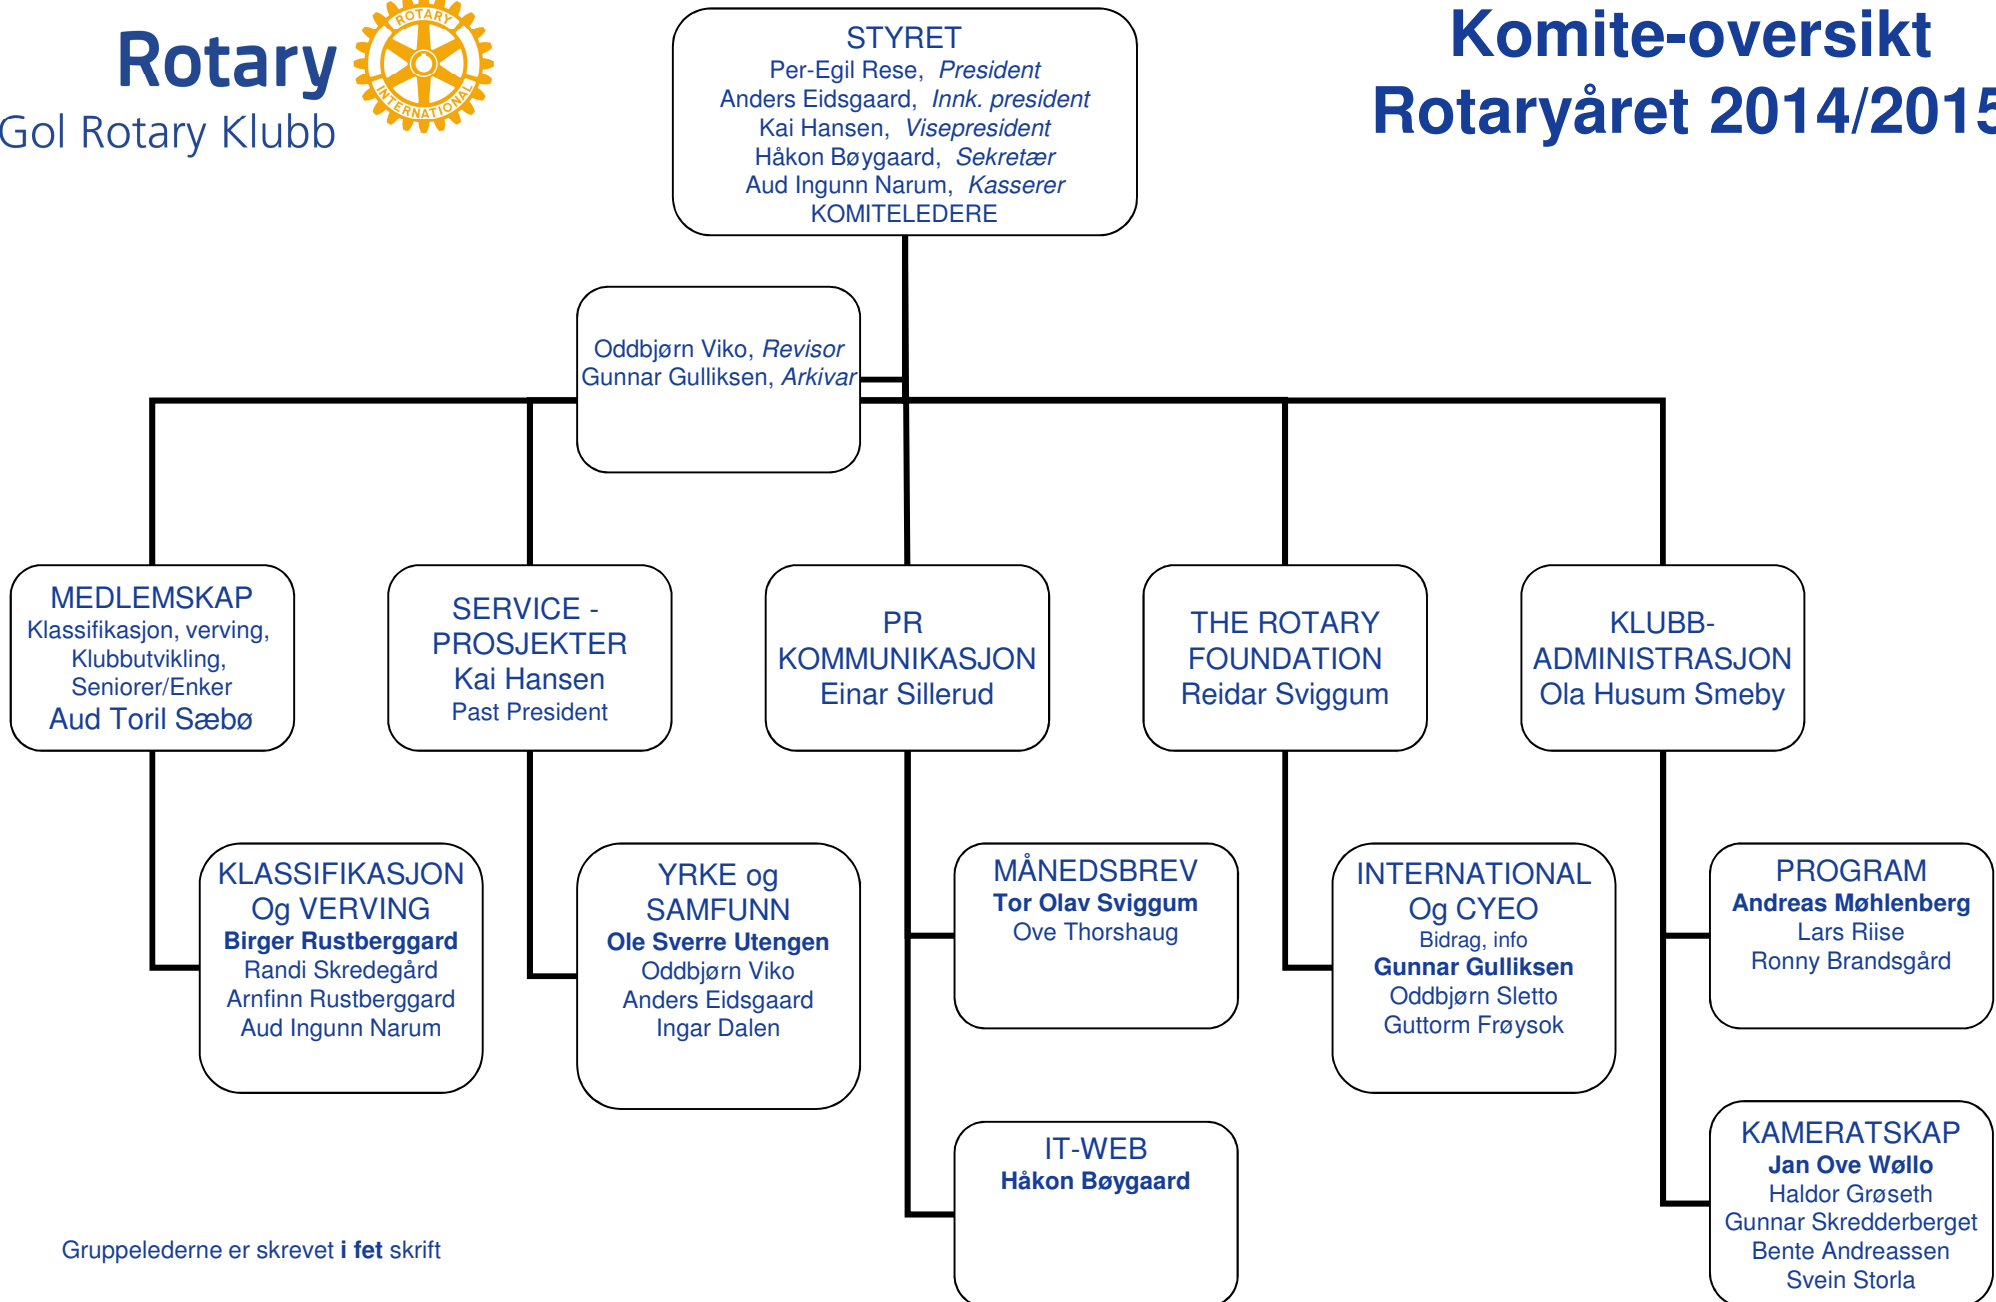 Rotary
ROTARY
INTERNATIONAL
Gol Rotary Klubb
Komite-oversikt
Rotaryåret 2014/2015
STYRET
Per-Egil Rese, President
Anders Eidsgaard, Innk. president
Kai Hansen, Visepresident
Håkon Bøygaard, Sekretær
Aud Ingunn Narum, Kasserer
KOMITELEDERE
Oddbjørn Viko, Revisor
Gunnar Gulliksen, Arkivar
MEDLEMSKAP
Klassifikasjon, verving,
Klubbutvikling,
Seniorer/Enker
Aud Toril Sæbø
SERVICE -
PROSJEKTER
Kai Hansen
Past President
PR
KOMMUNIKASJON
Einar Sillerud
THE ROTARY
FOUNDATION
Reidar Sviggum
KLUBB-
ADMINISTRASJON
Ola Husum Smeby
KLASSIFIKASJON
Og VERVING
Birger Rustberggard
Randi Skredegård
Arnfinn Rustberggard
Aud Ingunn Narum
YRKE og
SAMFUNN
Ole Sverre Utengen
Oddbjørn Viko
Anders Eidsgaard
Ingar Dalen
MÅNEDSBREV
Tor Olav Sviggum
Ove Thorshaug
INTERNATIONAL
Og CYEO
Bidrag, info
Gunnar Gulliksen
Oddbjørn Sletto
Guttorm Frøysok
PROGRAM
Andreas Møhlenberg
Lars Riise
Ronny Brandsgård
IT-WEB
Håkon Bøygaard
KAMERATSKAP
Jan Ove Wøllo
Haldor Grøseth
Gunnar Skredderberget
Bente Andreassen
Svein Storla
Gruppelederne er skrevet i fet skrift